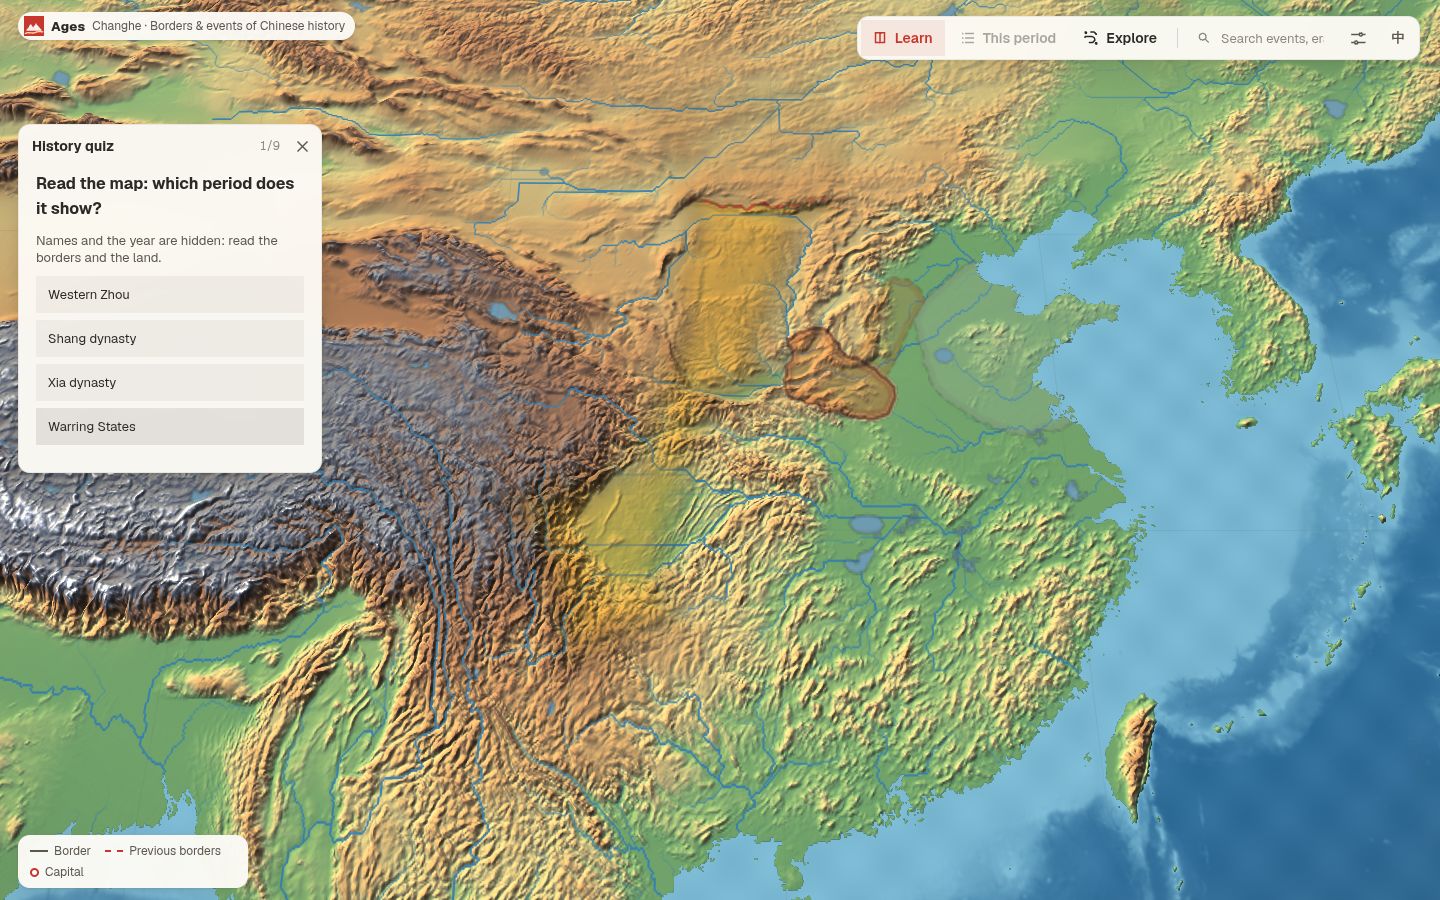 Ages Changhe · Borders & events of Chinese history
Learn
This period
Explore
Search events, er
中
History quiz
1/9
Read the map: which period does
it show?
Names and the year are hidden: read the
borders and the land.
Western Zhou
Shang dynasty
Xia dynasty
Warring States
Border
Previous borders
Capital